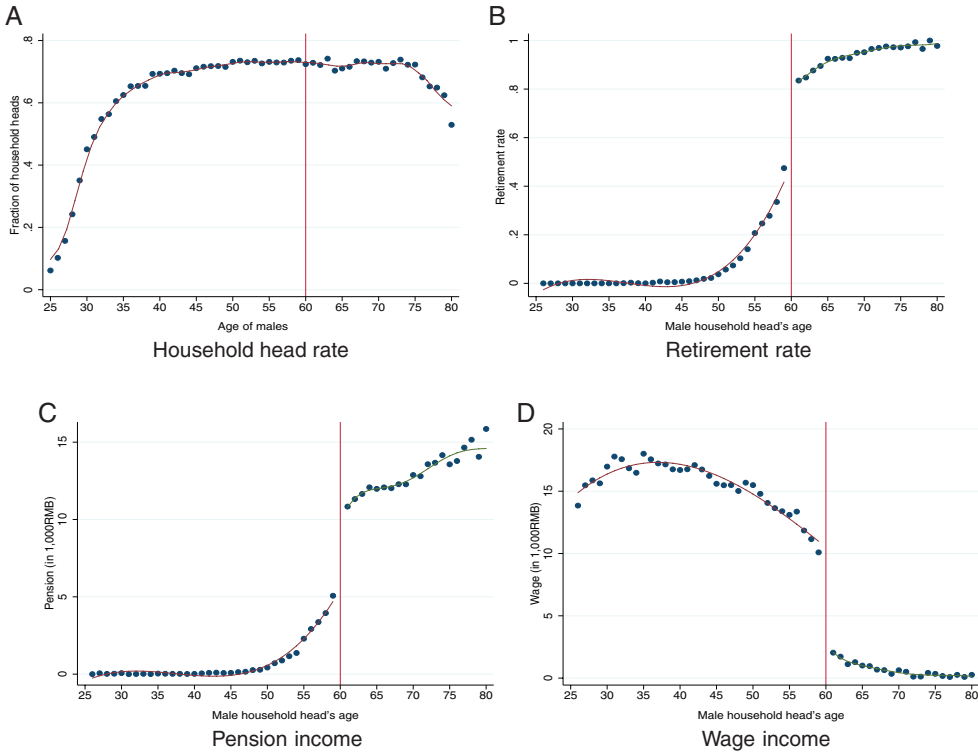 A
Fraction of household heads
0 .2 .4 .6 .8
25 30 35 40 45 50 55 60 65 70 75 80
Age of males
Household head rate
B
Retirement rate
0 .2 .4 .6 .8 1
25 30 35 40 45 50 55 60 65 70 75 80
Male household head's age
Retirement rate
C
Pension (in 1,000RMB)
0 5 10 15
25 30 35 40 45 50 55 60 65 70 75 80
Male household head's age
Pension income
D
Wage (in 1,000RMB)
0 5 10 15 20
25 30 35 40 45 50 55 60 65 70 75 80
Male household head's age
Wage income